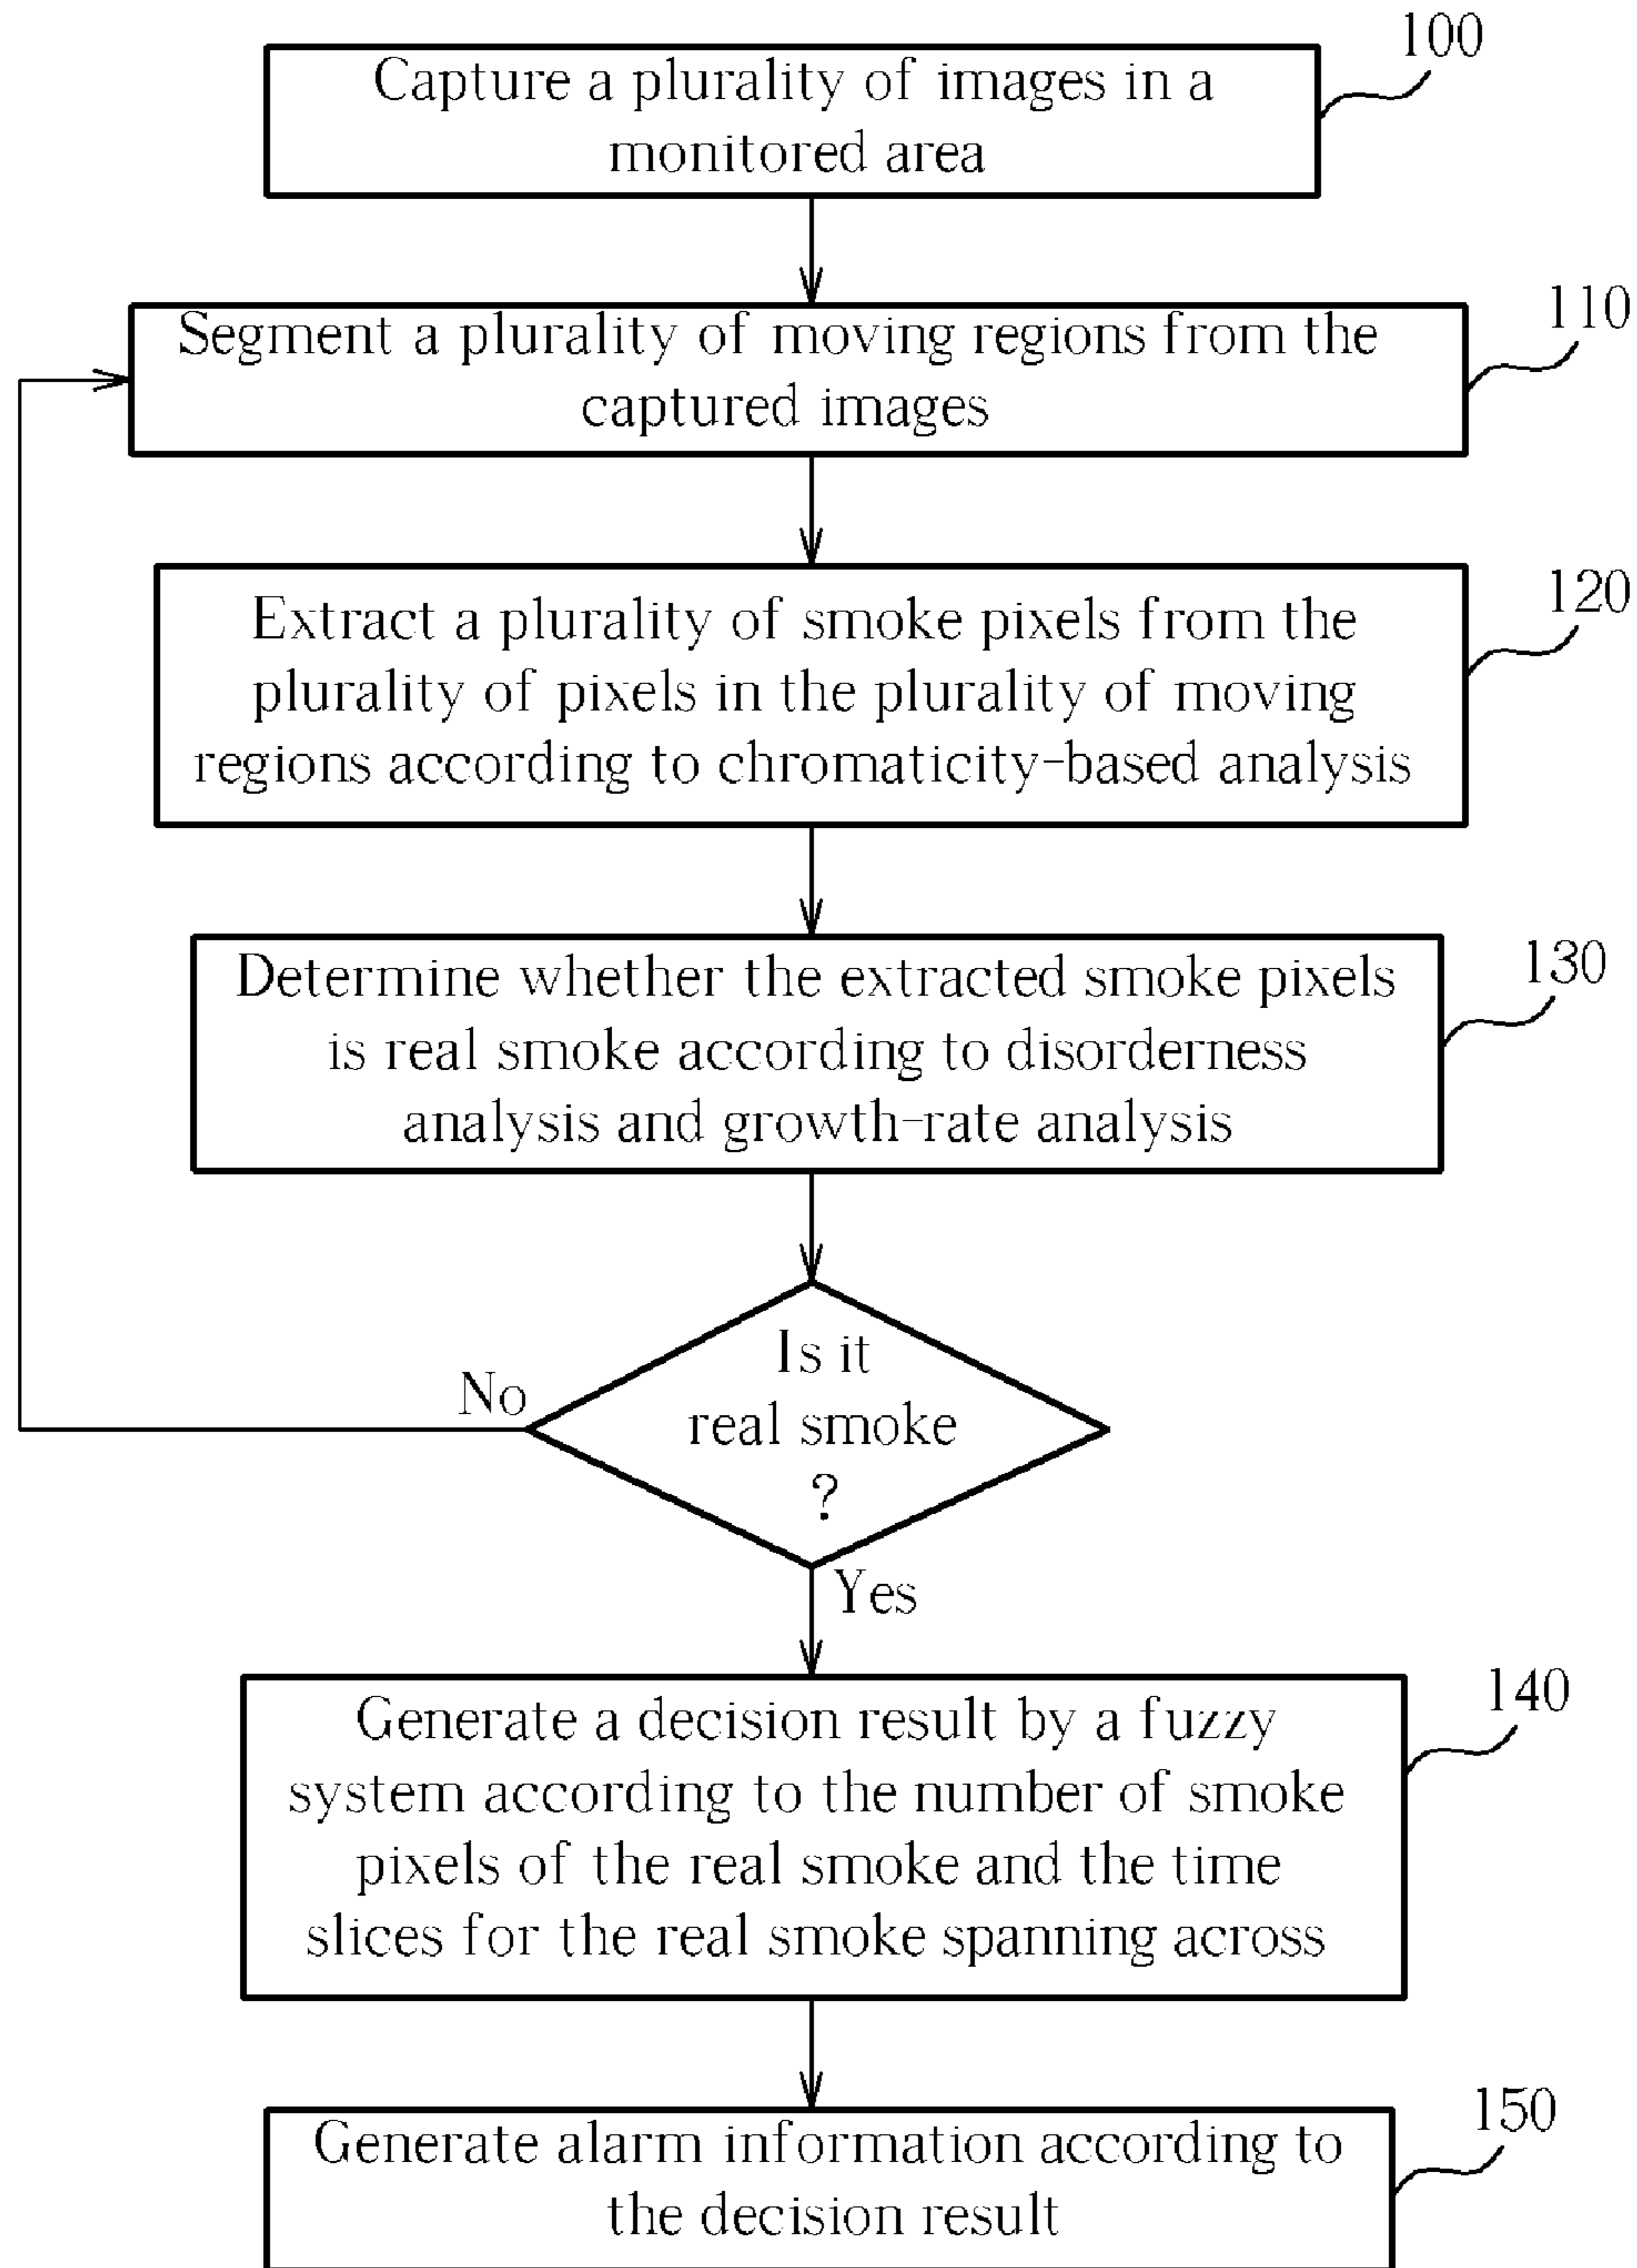 100
Capture a plurality of images in a
monitored area
110
Segment a plurality of moving regions from the
captured images
120
Extract a plurality of smoke pixels from the
plurality of pixels in the plurality of moving
regions according to chromaticity-based analysis
130
Determine whether the extracted smoke pixels
is real smoke according to disorderness
analysis and growth-rate analysis
Is it
real smoke
?
No
Yes
140
Generate a decision result by a fuzzy
system according to the number of smoke
pixels of the real smoke and the time
slices for the real smoke spanning across
150
Generate alarm information according to
the decision result